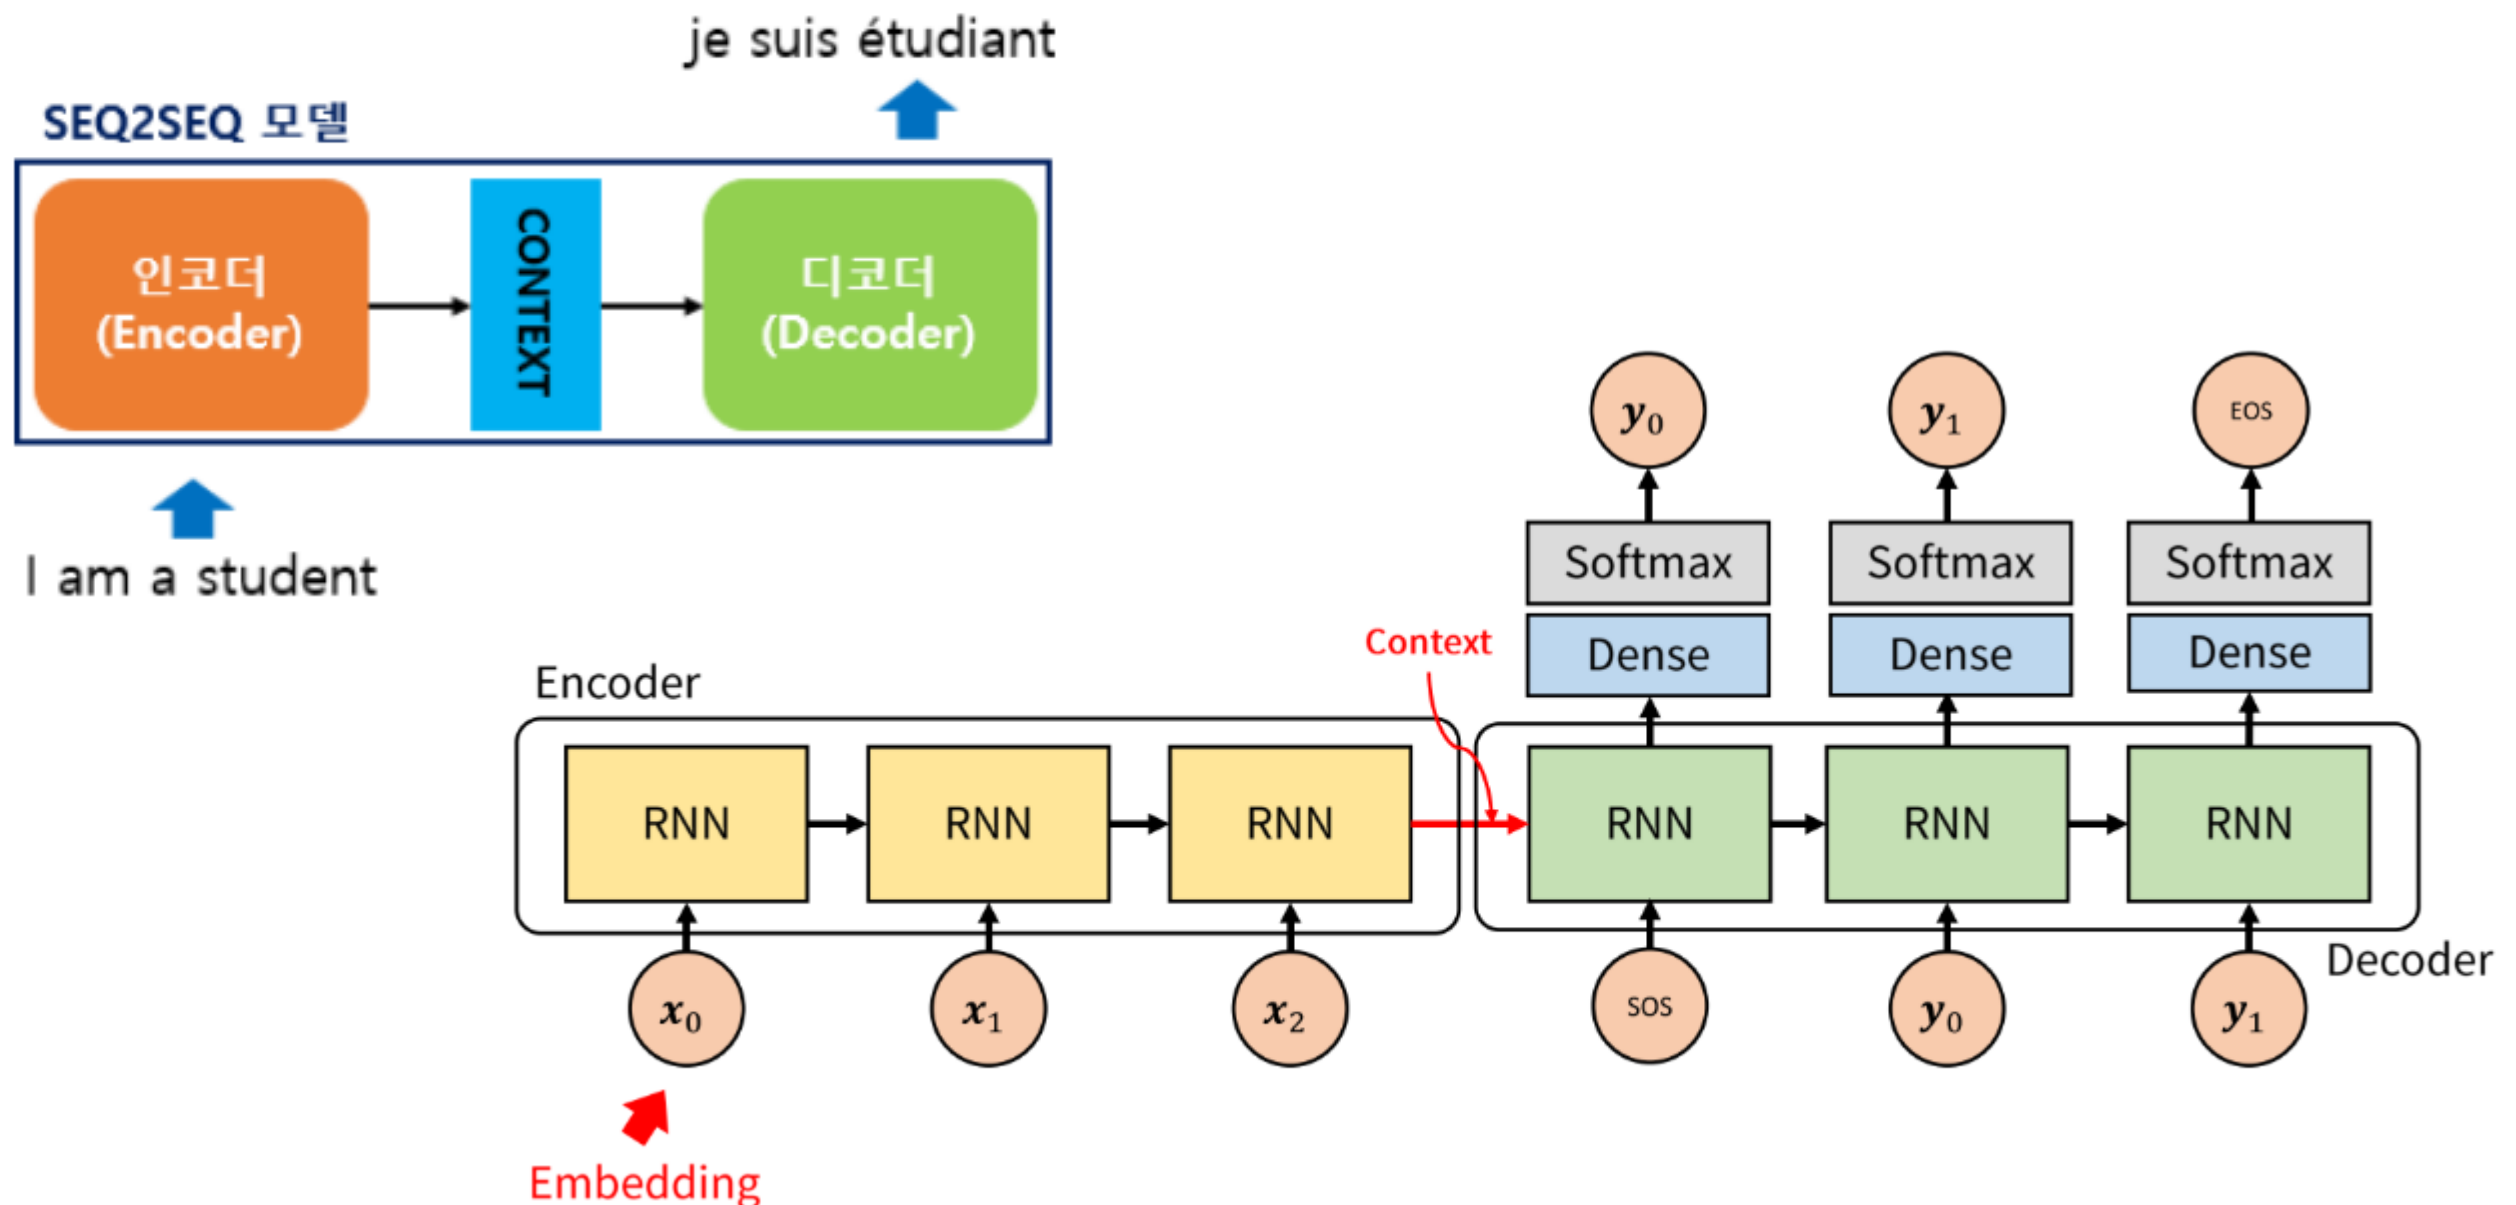 je suis étudiant
SEQ2SEQ 모델
인코더
(Encoder)
CONTEXT
디코더
(Decoder)
I am a student
y0
y1
EOS
Softmax
Softmax
Softmax
Context
Dense
Dense
Dense
Encoder
RNN
RNN
RNN
RNN
RNN
RNN
Decoder
x0
x1
x2
SOS
y0
y1
Embedding